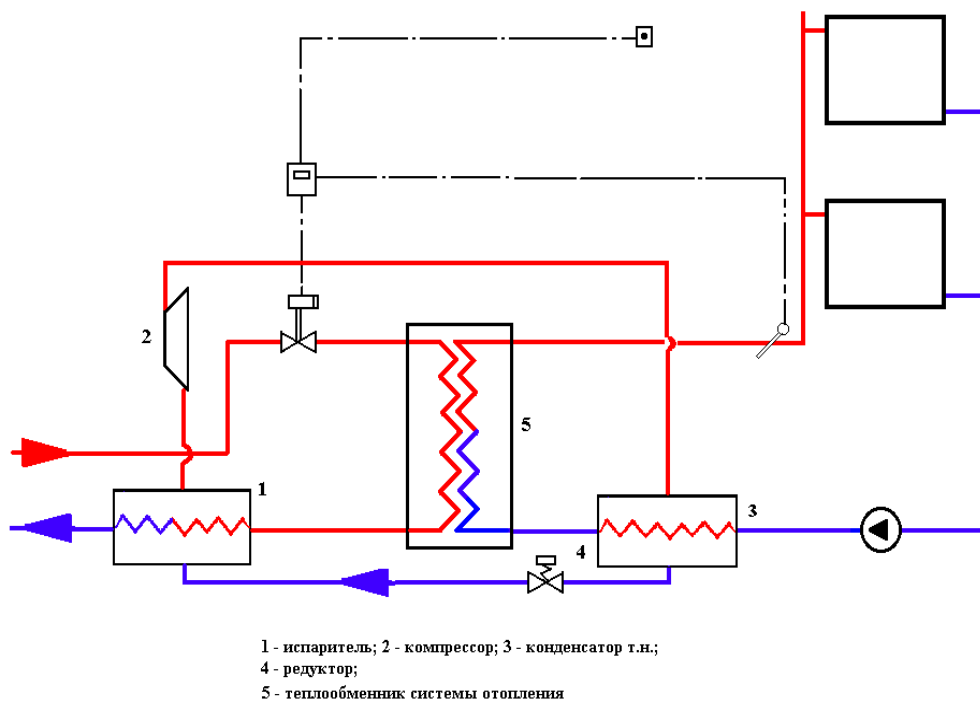 2
5
1
3
4
1 - испаритель; 2 - компрессор; 3 - конденсатор т.н.;
4 - редуктор;
5 - теплообменник системы отопления